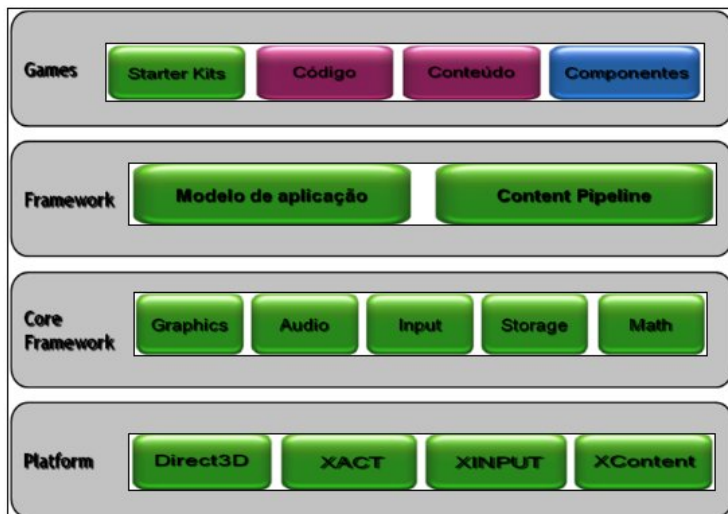 Games
Starter Kits
Código
Conteúdo
Componentes
Framework
Modelo de aplicação
Content Pipeline
Core
Framework
Graphics
Audio
Input
Storage
Math
Platform
Direct3D
XACT
XINPUT
XContent